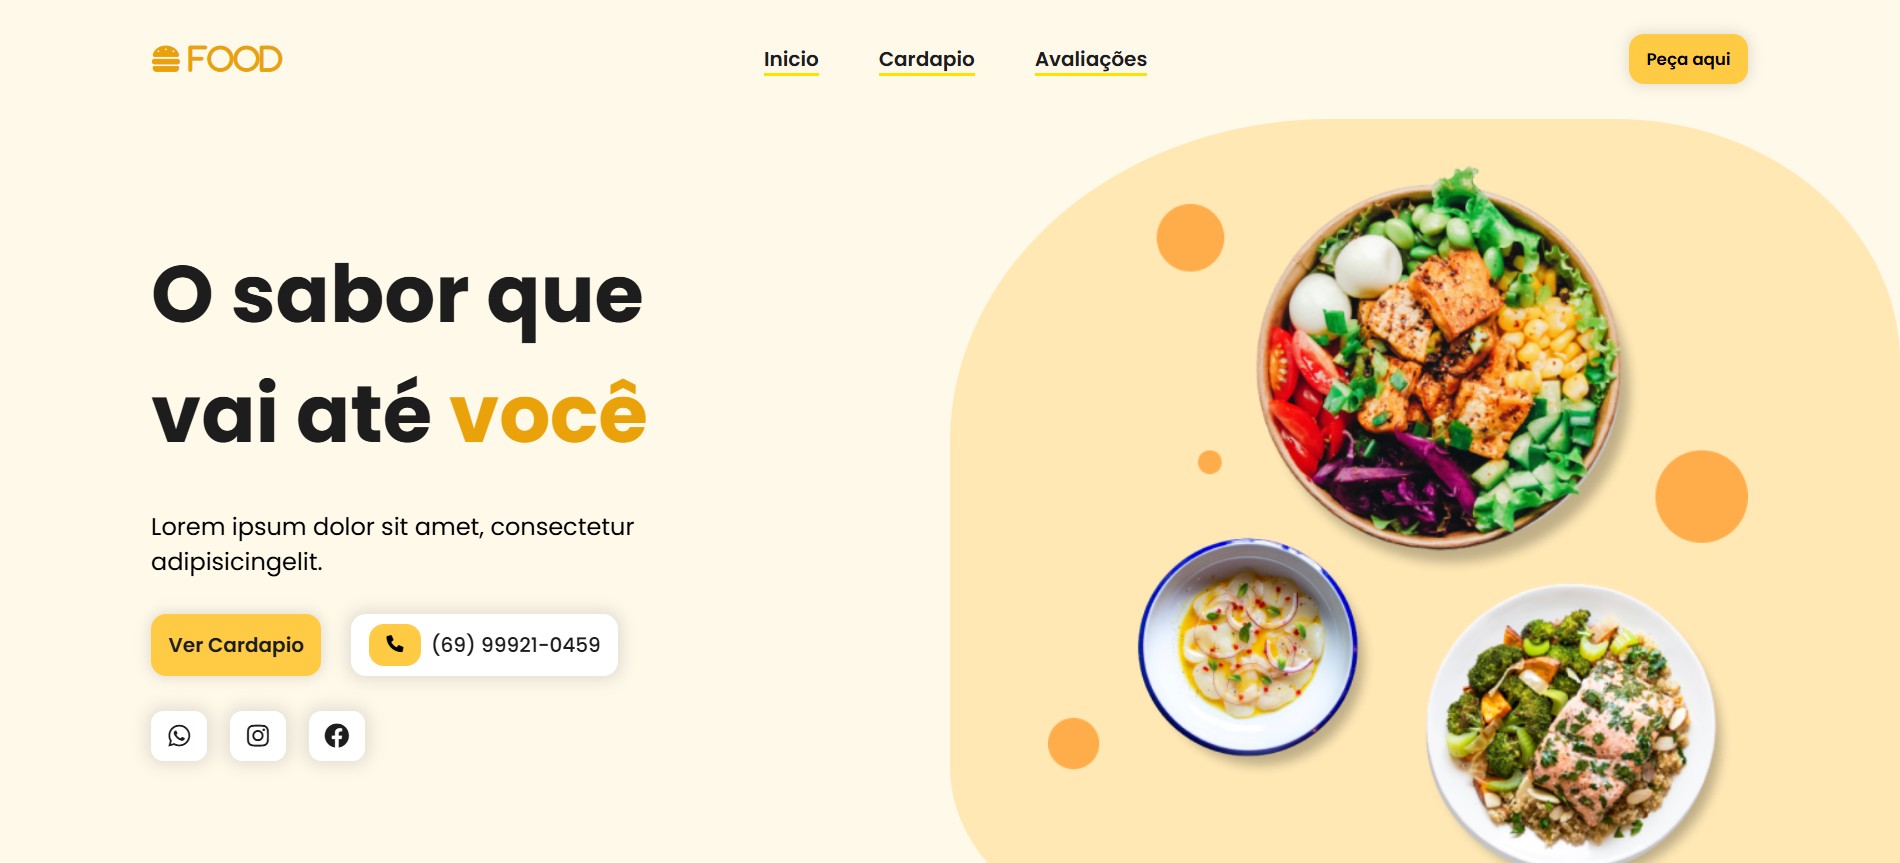 FOOD
Inicio
Cardapio
Avaliações
Peça aqui
O sabor que
vai até você
Lorem ipsum dolor sit amet, consectetur
adipisicingelit.
Ver Cardapio
(69) 99921-0459